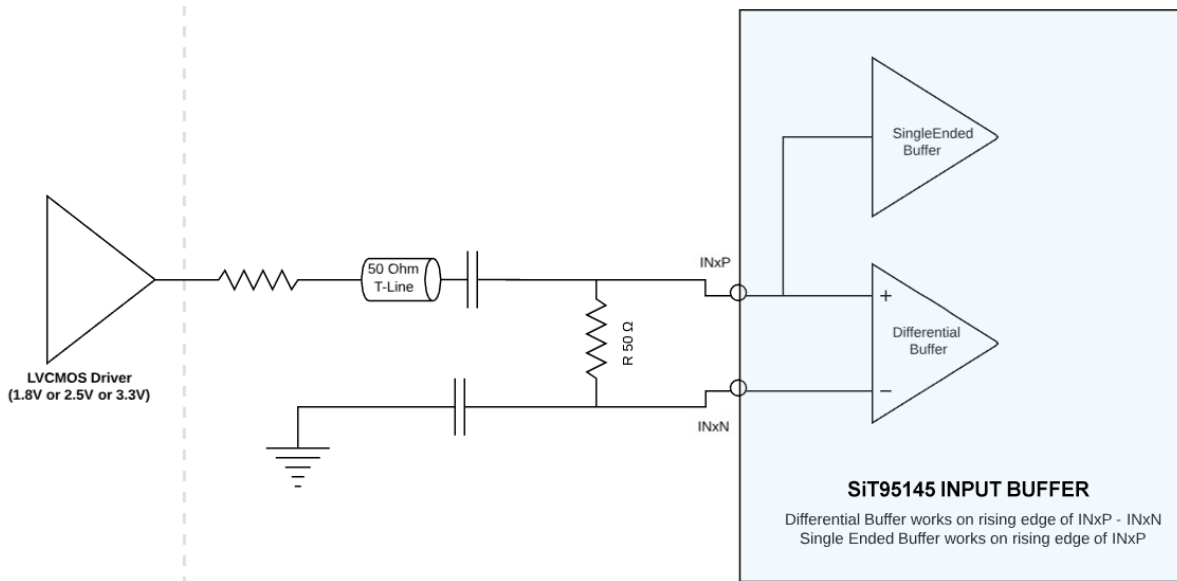 SingleEnded
Buffer
INxP
50 Ohm
T-Line
+
Differential
Buffer
R 50 Ω
LVCMOS Driver
(1.8V or 2.5V or 3.3V)
−
INxN
SiT95145 INPUT BUFFER
Differential Buffer works on rising edge of INxP - INxN
Single Ended Buffer works on rising edge of INxP